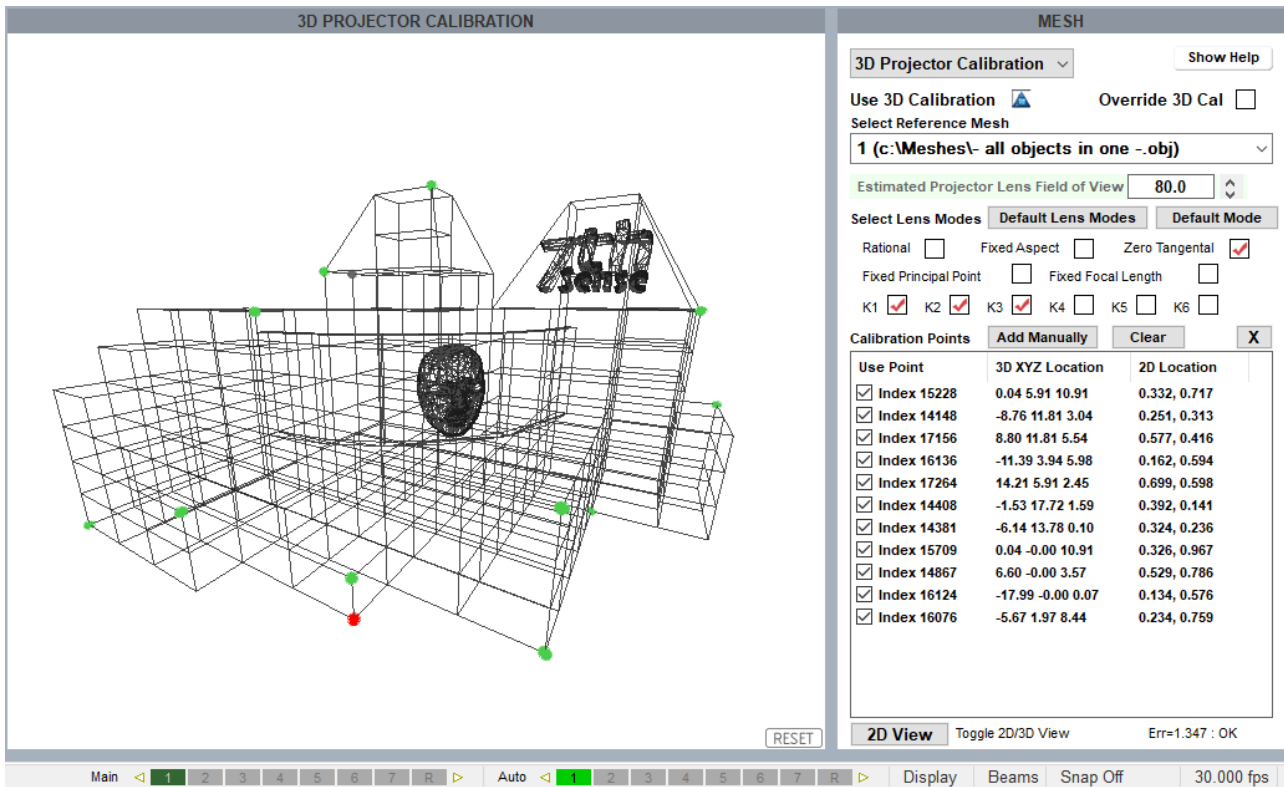 3D PROJECTOR CALIBRATION
MESH
3D Projector Calibration
Show Help
Use 3D Calibration
Override 3D Cal
Select Reference Mesh
1 (c:\Meshes\- all objects in one -.obj)
Estimated Projector Lens Field of View 80.0
Select Lens Modes Default Lens Modes Default Mode
Rational Fixed Aspect Zero Tangental
Fixed Principal Point Fixed Focal Length
K1 K2 K3 K4 K5 K6
Calibration Points Add Manually Clear X
Use Point 3D XYZ Location 2D Location
Index 15228 0.04 5.91 10.91 0.332, 0.717
Index 14148 -8.76 11.81 3.04 0.251, 0.313
Index 17156 8.80 11.81 5.54 0.577, 0.416
Index 16136 -11.39 3.94 5.98 0.162, 0.594
Index 17264 14.21 5.91 2.45 0.699, 0.598
Index 14408 -1.53 17.72 1.59 0.392, 0.141
Index 14381 -6.14 13.78 0.10 0.324, 0.236
Index 15709 0.04 -0.00 10.91 0.326, 0.967
Index 14867 6.60 -0.00 3.57 0.529, 0.786
Index 16124 -17.99 -0.00 0.07 0.134, 0.576
Index 16076 -5.67 1.97 8.44 0.234, 0.759
sense
RESET
2D View Toggle 2D/3D View Err=1.347 : OK
Main 1 2 3 4 5 6 7 R Auto 1 2 3 4 5 6 7 R Display Beams Snap Off 30.000 fps